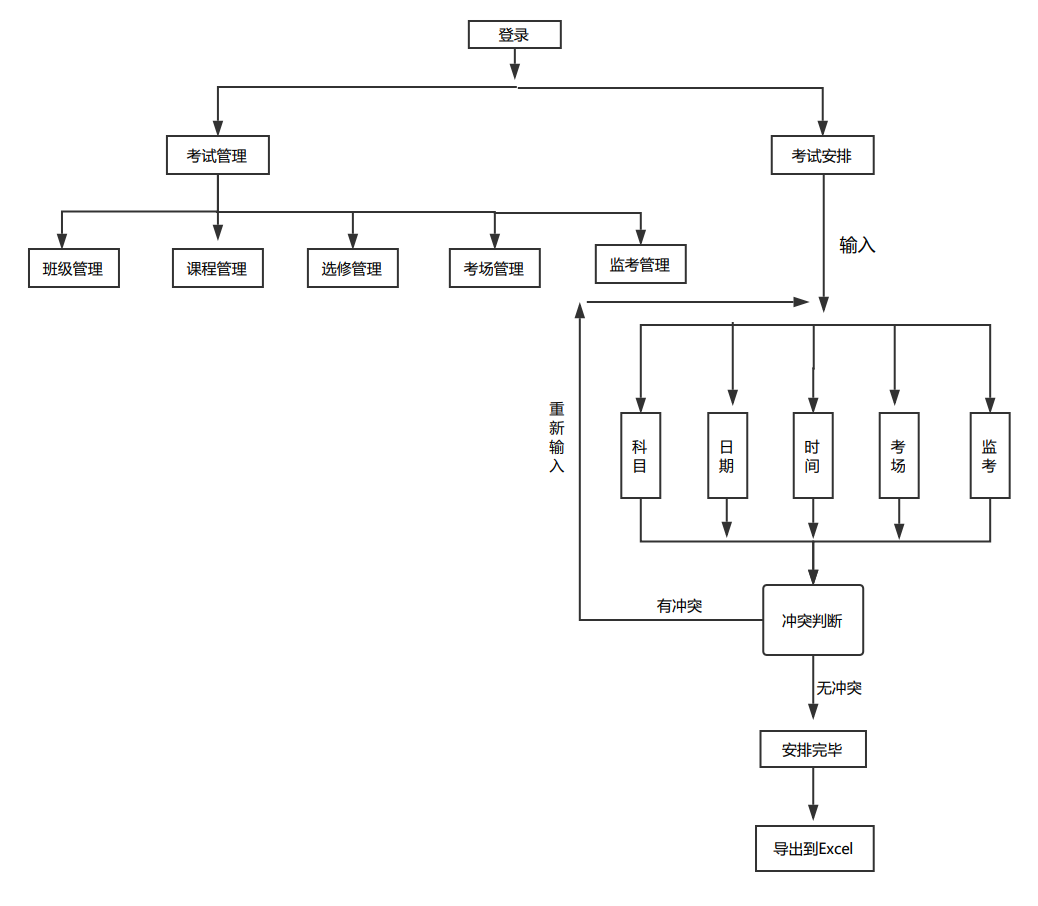 登录
考试管理
考试安排
班级管理
课程管理
选修管理
考场管理
监考管理
输入
重新输入
科目
日期
时间
考场
监考
有冲突
冲突判断
无冲突
安排完毕
导出到Excel